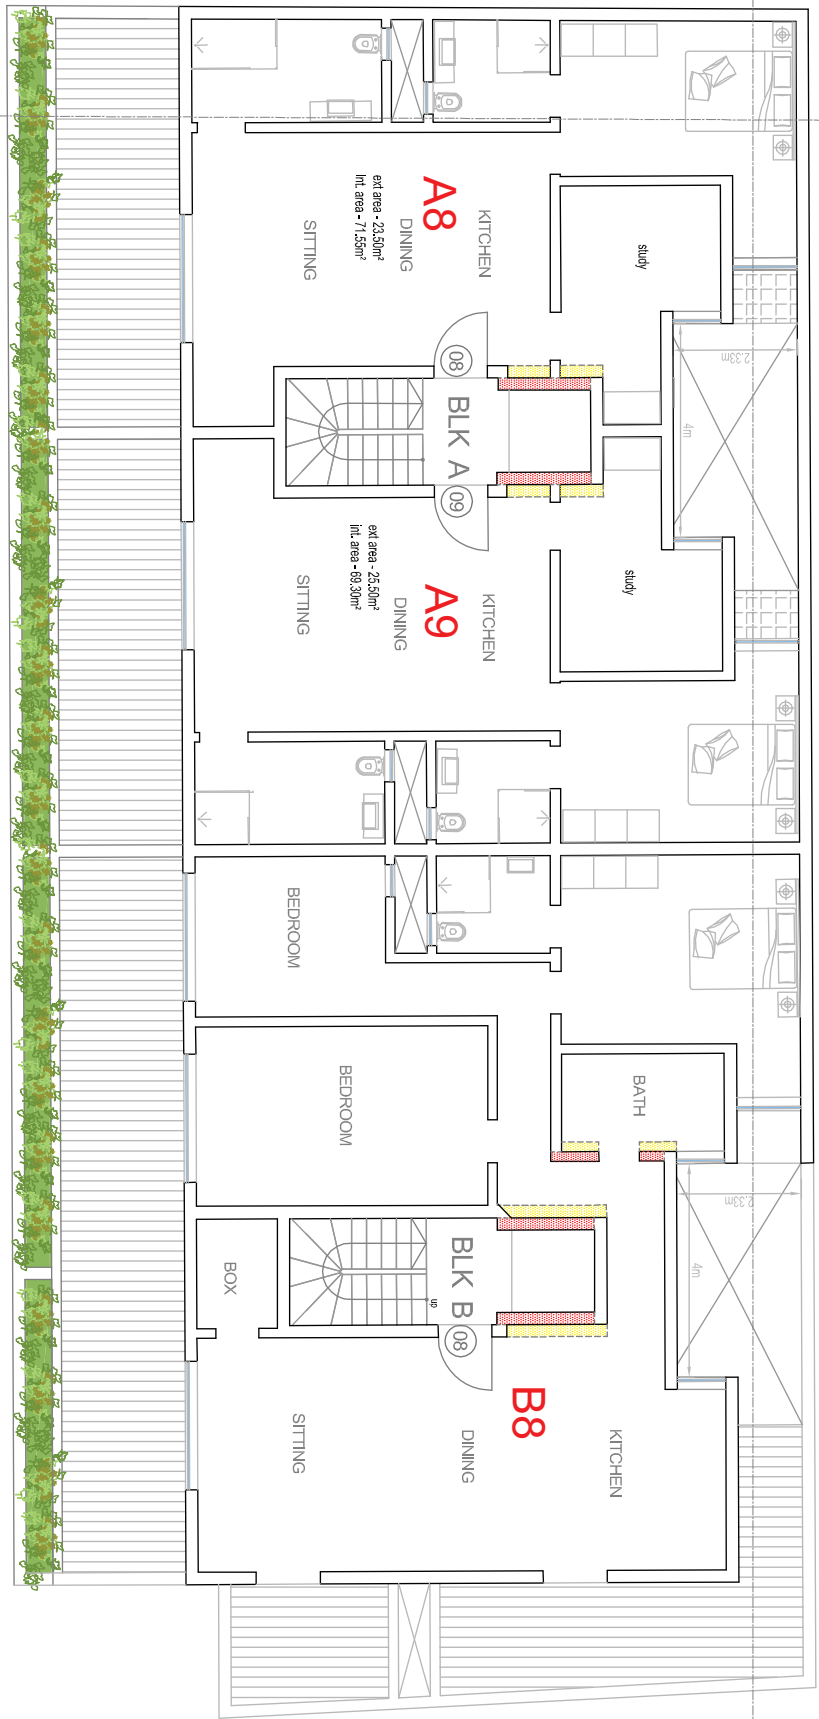 A8
ext area - 23.50m²
int. area - 71.55m²
KITCHEN
DINING
SITTING
study
2.33m
4m
08
BLK A
09
A9
ext area - 25.50m²
int. area - 69.30m²
KITCHEN
DINING
SITTING
study
BEDROOM
BEDROOM
BATH
2.33m
4m
BOX
BLK B
up
08
B8
KITCHEN
DINING
SITTING